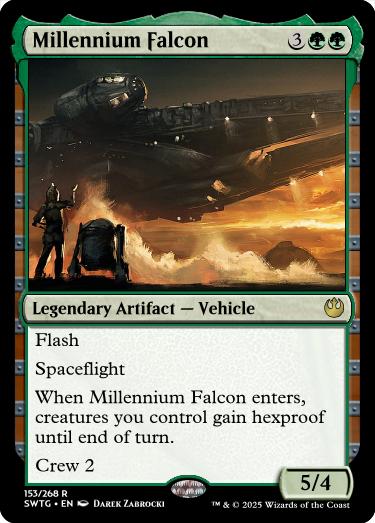 Millennium Falcon 3
Legendary Artifact — Vehicle
Flash
Spaceflight
When Millennium Falcon enters,
creatures you control gain hexproof
until end of turn.
Crew 2
5/4
153/268 R
SWTG • EN DAREK ZABROCKI
™ & © 2025 Wizards of the Coast